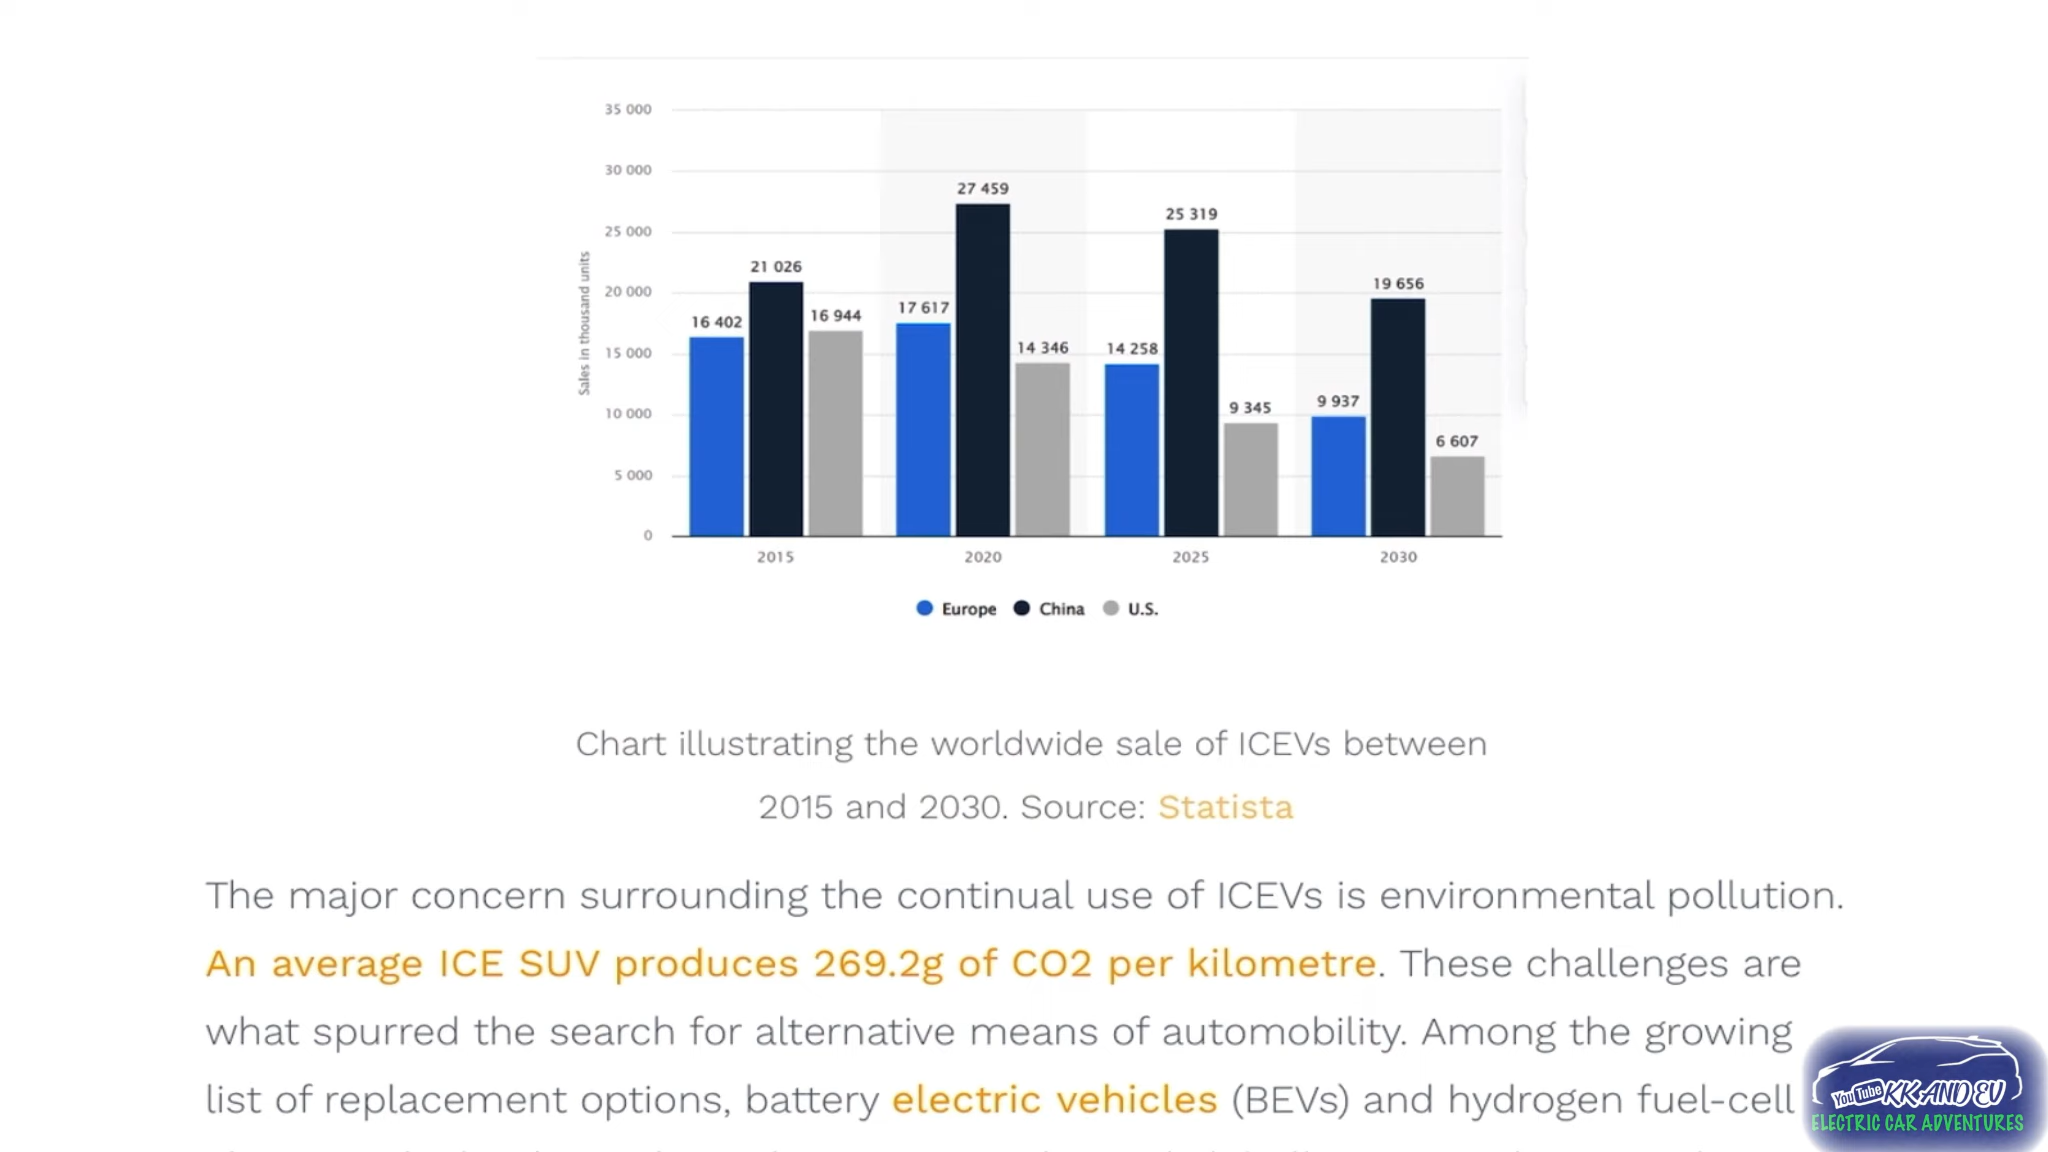 35 000
30 000
25 000
20 000
15 000
10 000
5 000
0
Sales in thousand units
16 402
21 026
16 944
17 617
27 459
14 346
14 258
25 319
9 345
9 937
19 656
6 607
2015 2020 2025 2030
Europe China U.S.
Chart illustrating the worldwide sale of ICEVs between
2015 and 2030. Source: Statista
The major concern surrounding the continual use of ICEVs is environmental pollution.
An average ICE SUV produces 269.2g of CO2 per kilometre. These challenges are
what spurred the search for alternative means of automobility. Among the growing
list of replacement options, battery electric vehicles (BEVs) and hydrogen fuel-cell
YouTube KK AND EV
ELECTRIC CAR ADVENTURES